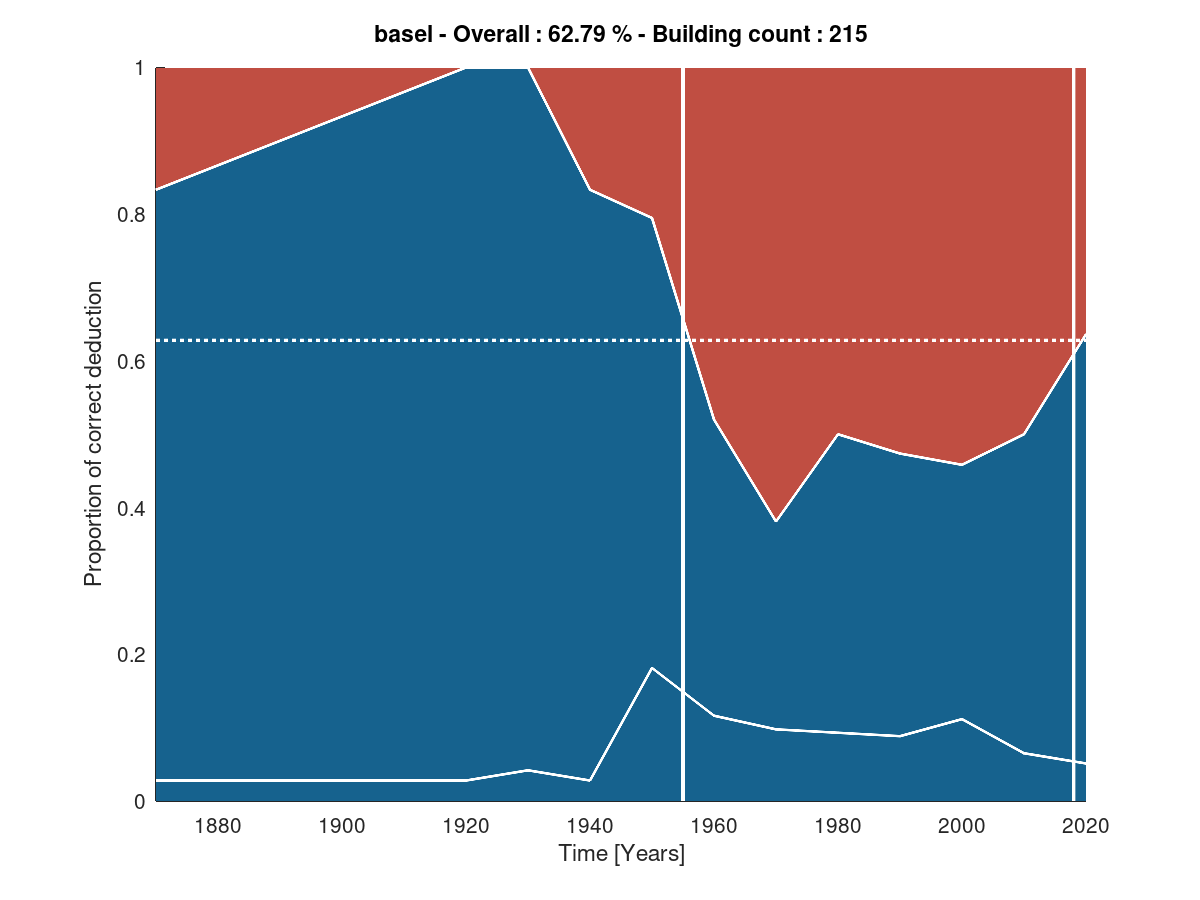 basel - Overall : 62.79 % - Building count : 215
1
0.8
0.6
0.4
0.2
0
Proportion of correct deduction
1880 1900 1920 1940 1960 1980 2000 2020
Time [Years]